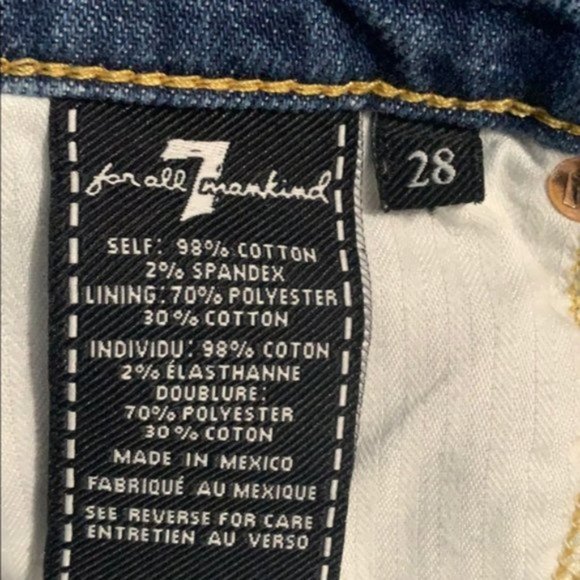 7
for all mankind
28
SELF: 98% COTTON
2% SPANDEX
LINING: 70% POLYESTER
30% COTTON
INDIVIDU: 98% COTON
2% ÉLASTHANNE
DOUBLURE:
70% POLYESTER
30% COTON
MADE IN MEXICO
FABRIQUÉ AU MEXIQUE
SEE REVERSE FOR CARE
ENTRETIEN AU VERSO